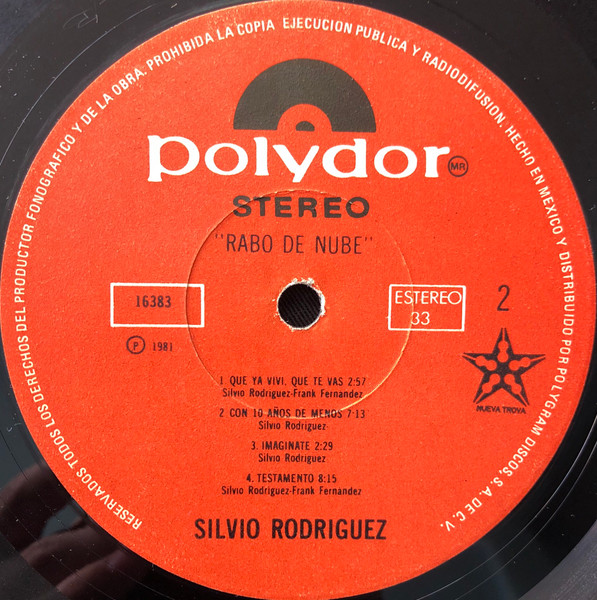 RESERVADOS TODOS LOS DERECHOS DEL PRODUCTOR FONOGRAFICO Y DE LA OBRA. PROHIBIDA LA COPIA EJECUCION PUBLICA Y RADIODIFUSION. HECHO EN MEXICO Y DISTRIBUIDO POR POLYGRAM DISCOS, S. A. DE C. V.
polydor MR
STEREO
"RABO DE NUBE"
16383
ESTEREO
33
2
P 1981
NUEVA TROVA
1 QUE YA VIVI, QUE TE VAS 2:57
Silvio Rodriguez-Frank Fernandez
2 CON 10 AÑOS DE MENOS 7-13
Silvio Rodriguez-
3. IMAGINATE 2:29
Silvio Rodriguez
4. TESTAMENTO 8:15
Silvio Rodriguez-Frank Fernandez
SILVIO RODRIGUEZ